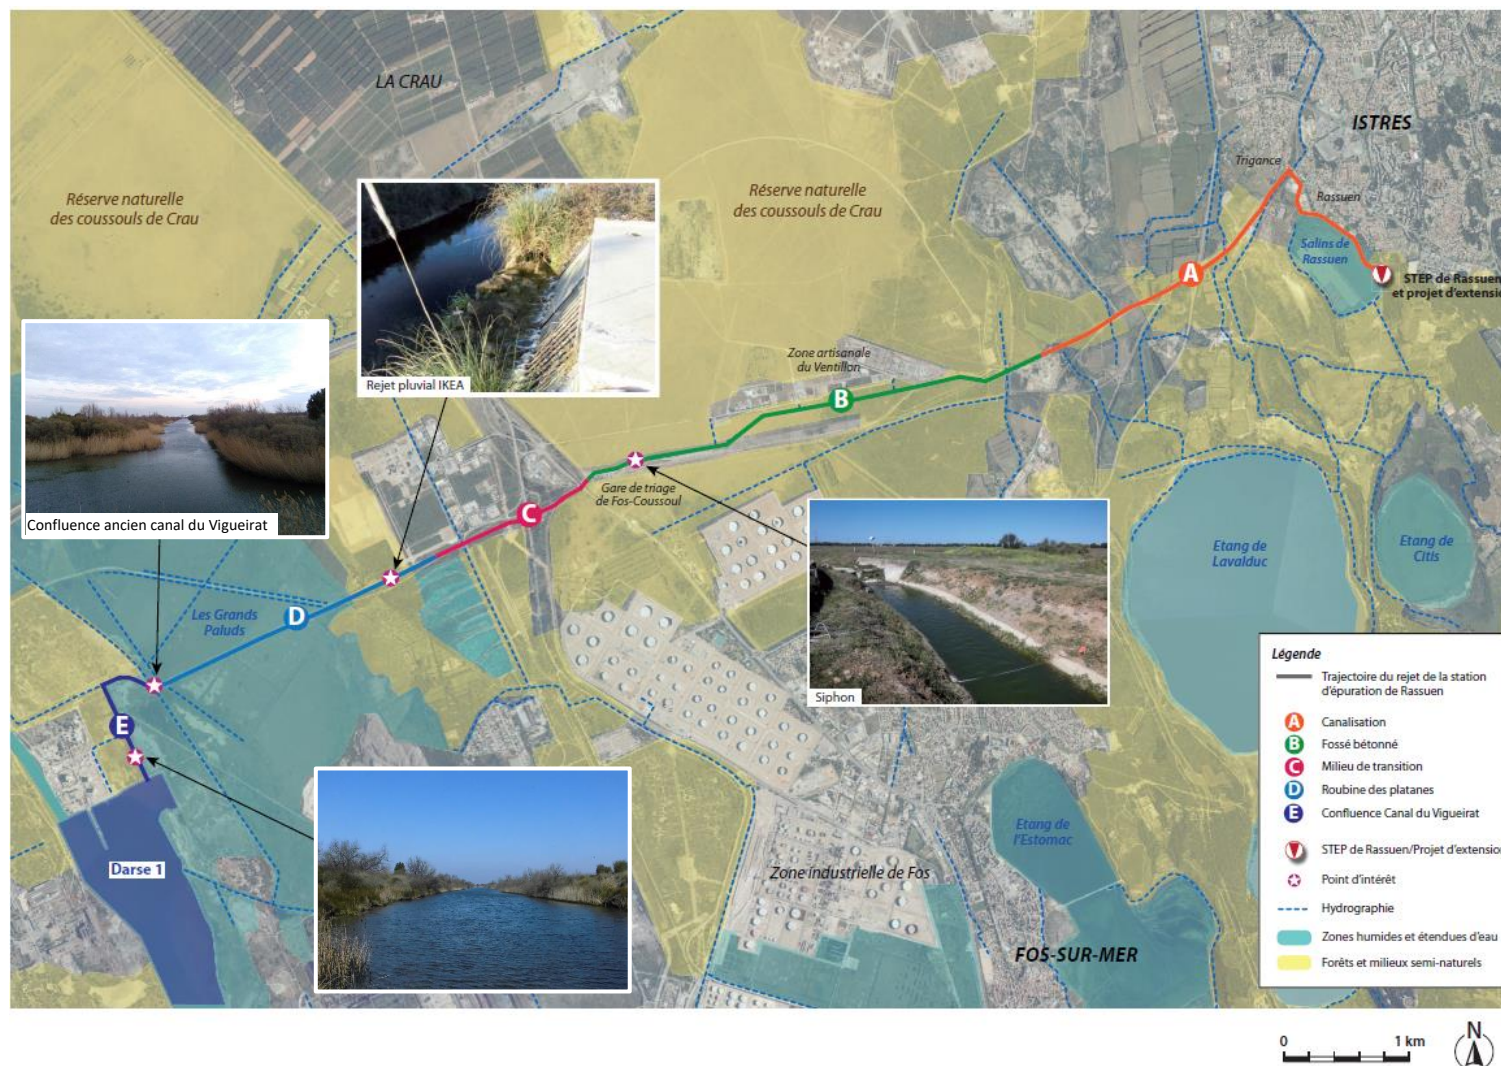 LA CRAU
ISTRES
Trigance
Réserve naturelle
des coussouls de Crau
Réserve naturelle
des coussouls de Crau
Rassuen
Salins de
Rassuen
A
STEP de Rassuen
et projet d'extensio
Rejet pluvial IKEA
Zone artisanale
du Ventillon
B
Confluence ancien canal du Vigueirat
Gare de triage
de Fos-Coussoul
C
Etang de
Lavalduc
Etang de
Citis
Les Grands
Paluds
D
Siphon
E
Darse 1
Etang de
l'Estomac
Zone industrielle de Fos
FOS-SUR-MER
Légende
Trajectoire du rejet de la station
d'épuration de Rassuen
A Canalisation
B Fossé bétonné
C Milieu de transition
D Roubine des platanes
E Confluence Canal du Vigueirat
STEP de Rassuen/Projet d'extension
Point d'intérêt
Hydrographie
Zones humides et étendues d'eau
Forêts et milieux semi-naturels
0 1 km
N